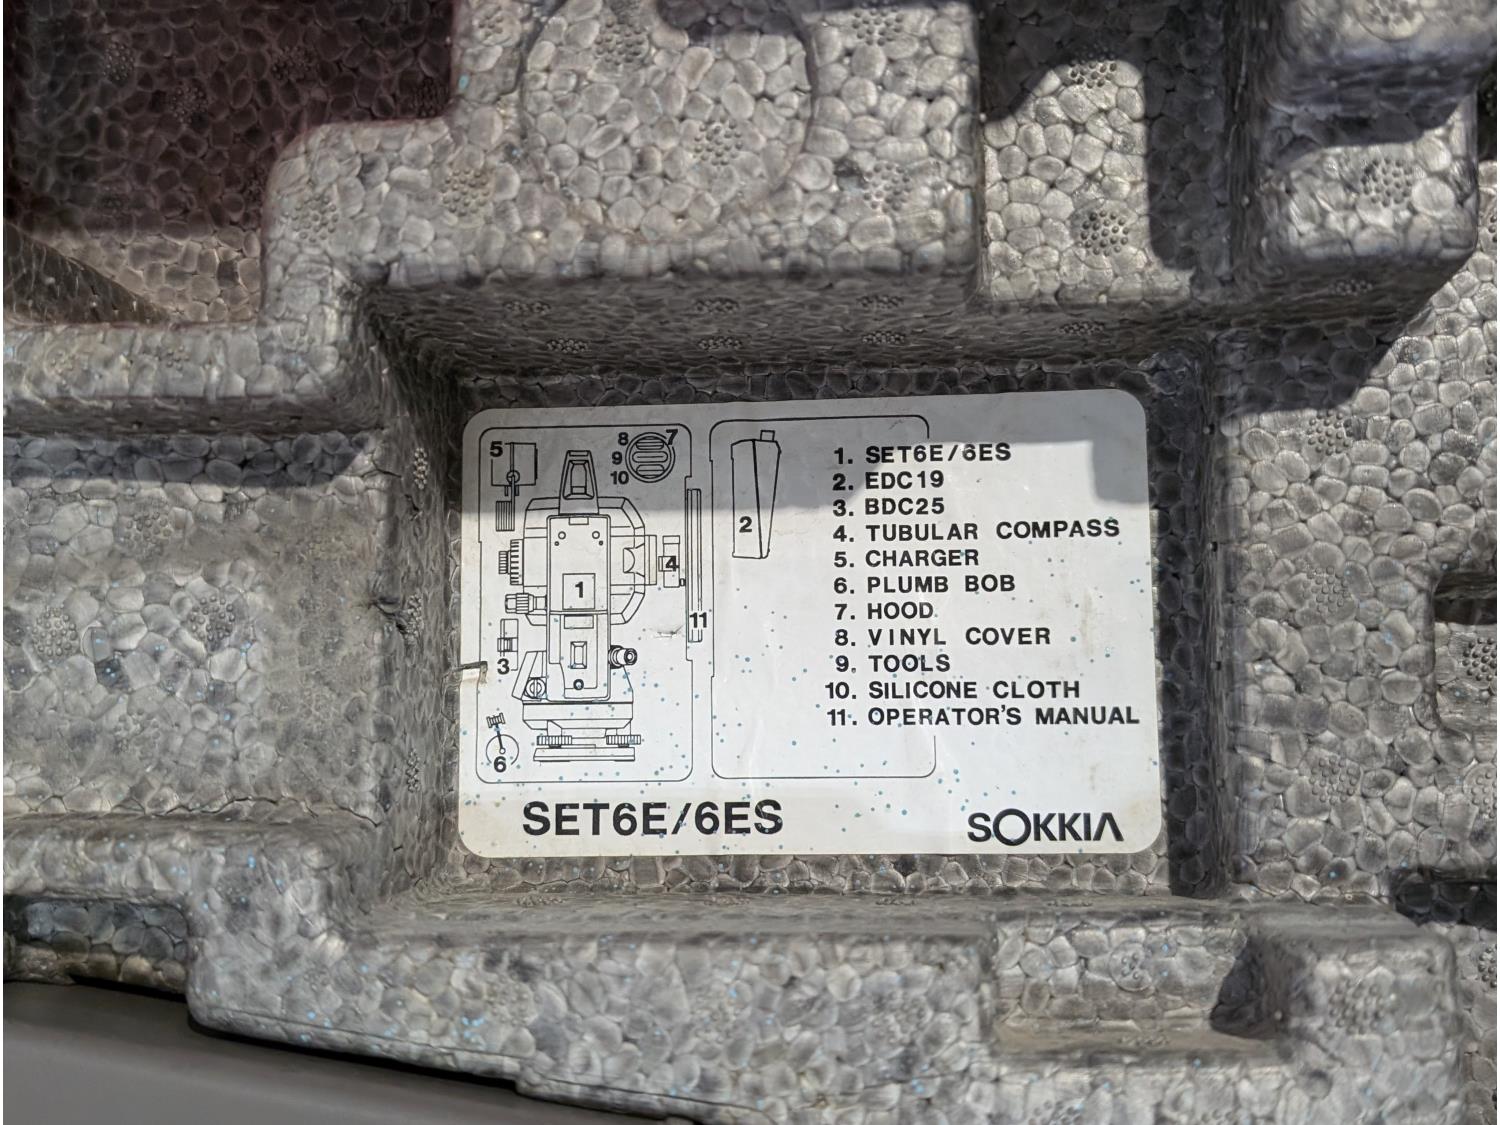 5
8
7
9
10
4
1
11
3
6
2
1. SET6E/6ES
2. EDC19
3. BDC25
4. TUBULAR COMPASS
5. CHARGER
6. PLUMB BOB
7. HOOD
8. VINYL COVER
9. TOOLS
10. SILICONE CLOTH
11. OPERATOR'S MANUAL
SET6E/6ES
SOKKIA